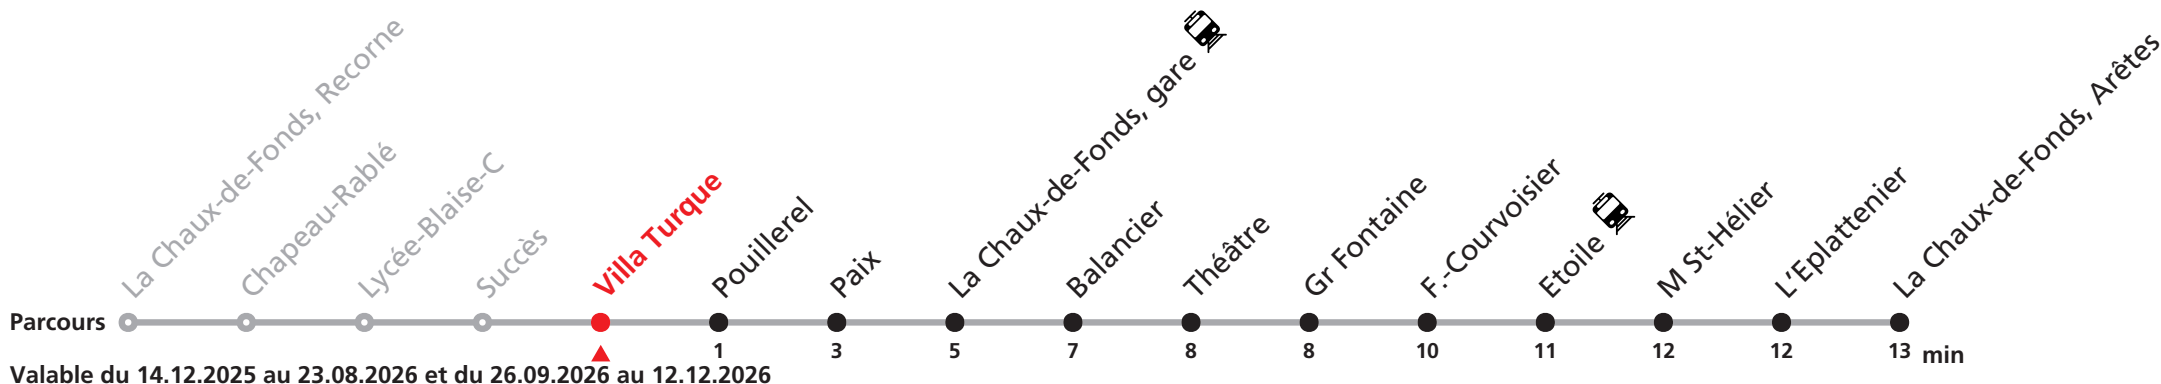 La Chaux-de-Fonds, Recorne
Chapeau-Rablé
Lycée-Blaise-C
Succès
Villa Turque
Pouillerel
Paix
La Chaux-de-Fonds, gare
Balancier
Théâtre
Gr Fontaine
F.-Courvoisier
Etoile
M St-Hélier
L'Eplattenier
La Chaux-de-Fonds, Arêtes
Parcours
1 3 5 7 8 8 10 11 12 12 13 min
Valable du 14.12.2025 au 23.08.2026 et du 26.09.2026 au 12.12.2026